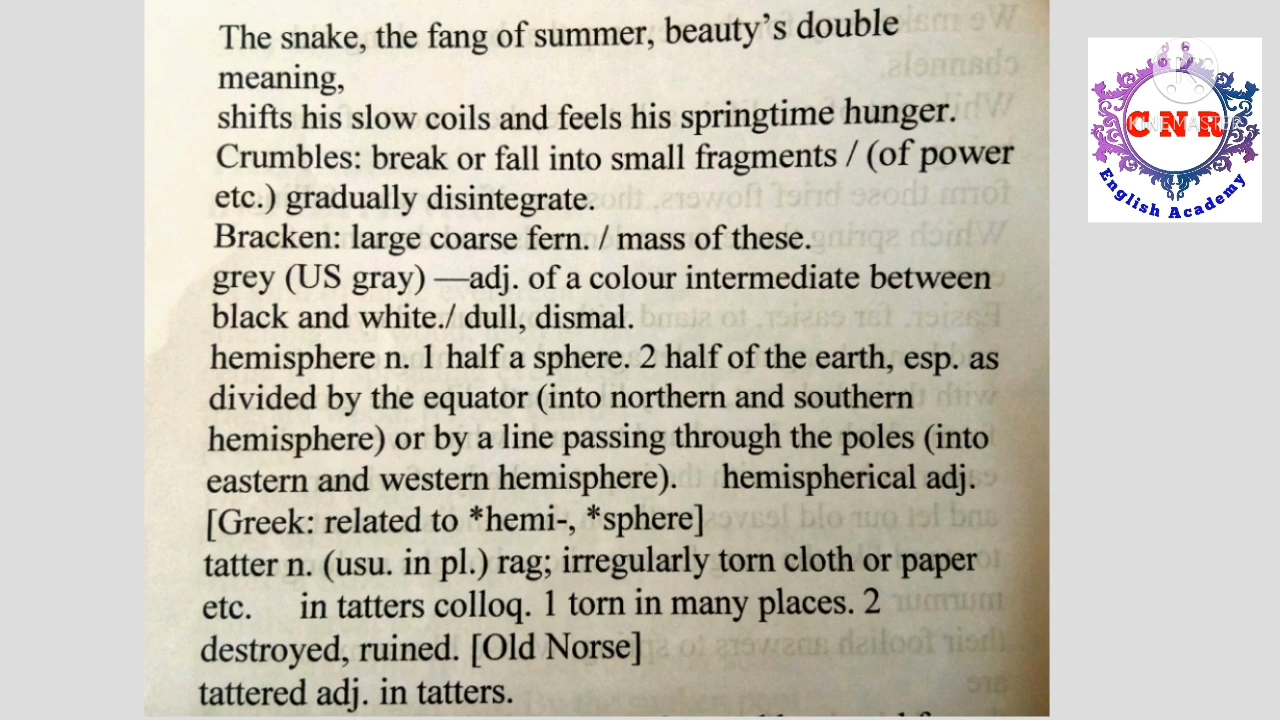 The snake, the fang of summer, beauty's double
meaning,
shifts his slow coils and feels his springtime hunger.
Crumbles: break or fall into small fragments / (of power
etc.) gradually disintegrate.
Bracken: large coarse fern. / mass of these.
grey (US gray) —adj. of a colour intermediate between
black and white./ dull, dismal.
hemisphere n. 1 half a sphere. 2 half of the earth, esp. as
divided by the equator (into northern and southern
hemisphere) or by a line passing through the poles (into
eastern and western hemisphere).    hemispherical adj.
[Greek: related to *hemi-, *sphere]
tatter n. (usu. in pl.) rag; irregularly torn cloth or paper
etc.    in tatters colloq. 1 torn in many places. 2
destroyed, ruined. [Old Norse]
tattered adj. in tatters.
CNR
KINEMASTER
English Academy